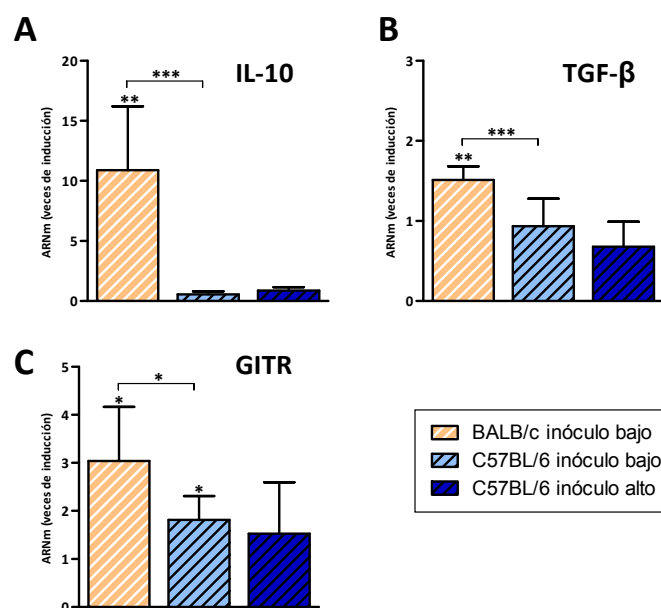 A
IL-10
ARNm (veces de inducción)
20
15
10
5
0
***
**
B
TGF-β
ARNm (veces de inducción)
3
2
1
0
***
**
C
GITR
ARNm (veces de inducción)
5
4
3
2
1
0
*
*
*
BALB/c inóculo bajo
C57BL/6 inóculo bajo
C57BL/6 inóculo alto